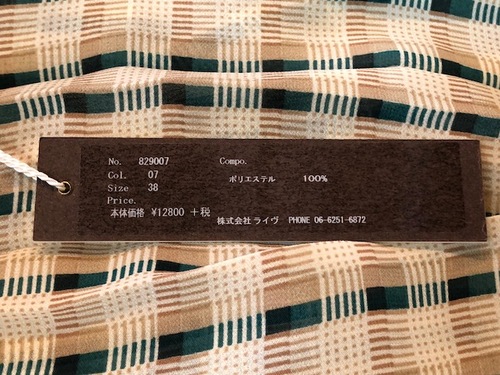 No. 829007
Col. 07
Size 38
Price.
本体価格 ¥12800 +税
Compo.
ポリエステル 100%
株式会社 ライヴ PHONE 06-6251-6872